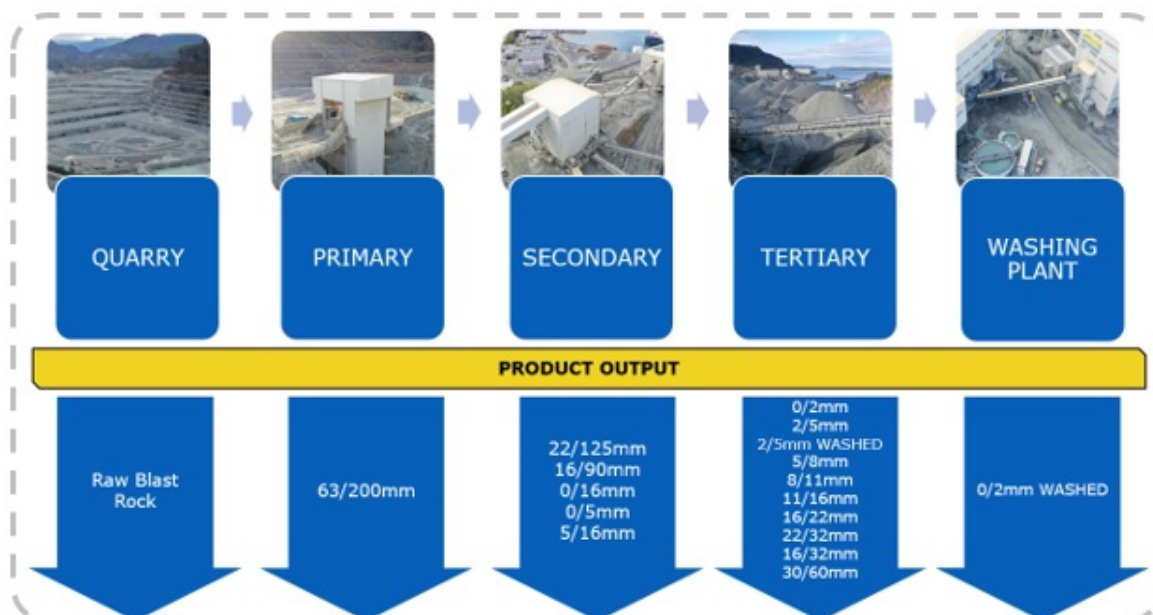 QUARRY
PRIMARY
SECONDARY
TERTIARY
WASHING
PLANT
PRODUCT OUTPUT
Raw Blast
Rock
63/200mm
22/125mm
16/90mm
0/16mm
0/5mm
5/16mm
0/2mm
2/5mm
2/5mm WASHED
5/8mm
8/11mm
11/16mm
16/22mm
22/32mm
16/32mm
30/60mm
0/2mm WASHED